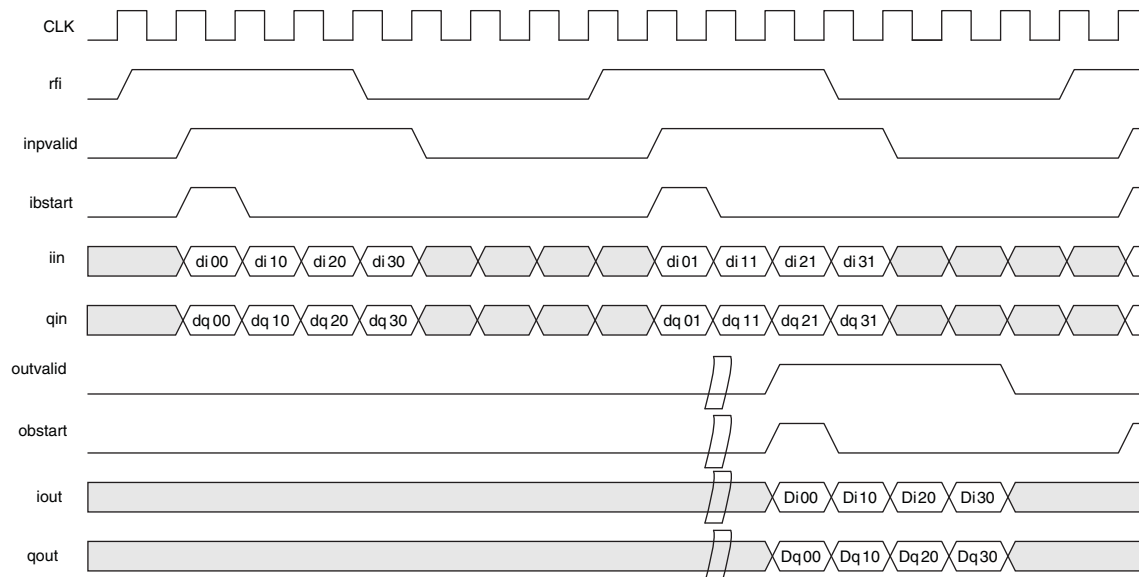 CLK
rfi
inpvalid
ibstart
iin di 00 di 10 di 20 di 30 di 01 di 11 di 21 di 31
qin dq 00 dq 10 dq 20 dq 30 dq 01 dq 11 dq 21 dq 31
outvalid
obstart
iout Di00 Di10 Di20 Di30
qout Dq00 Dq10 Dq20 Dq30